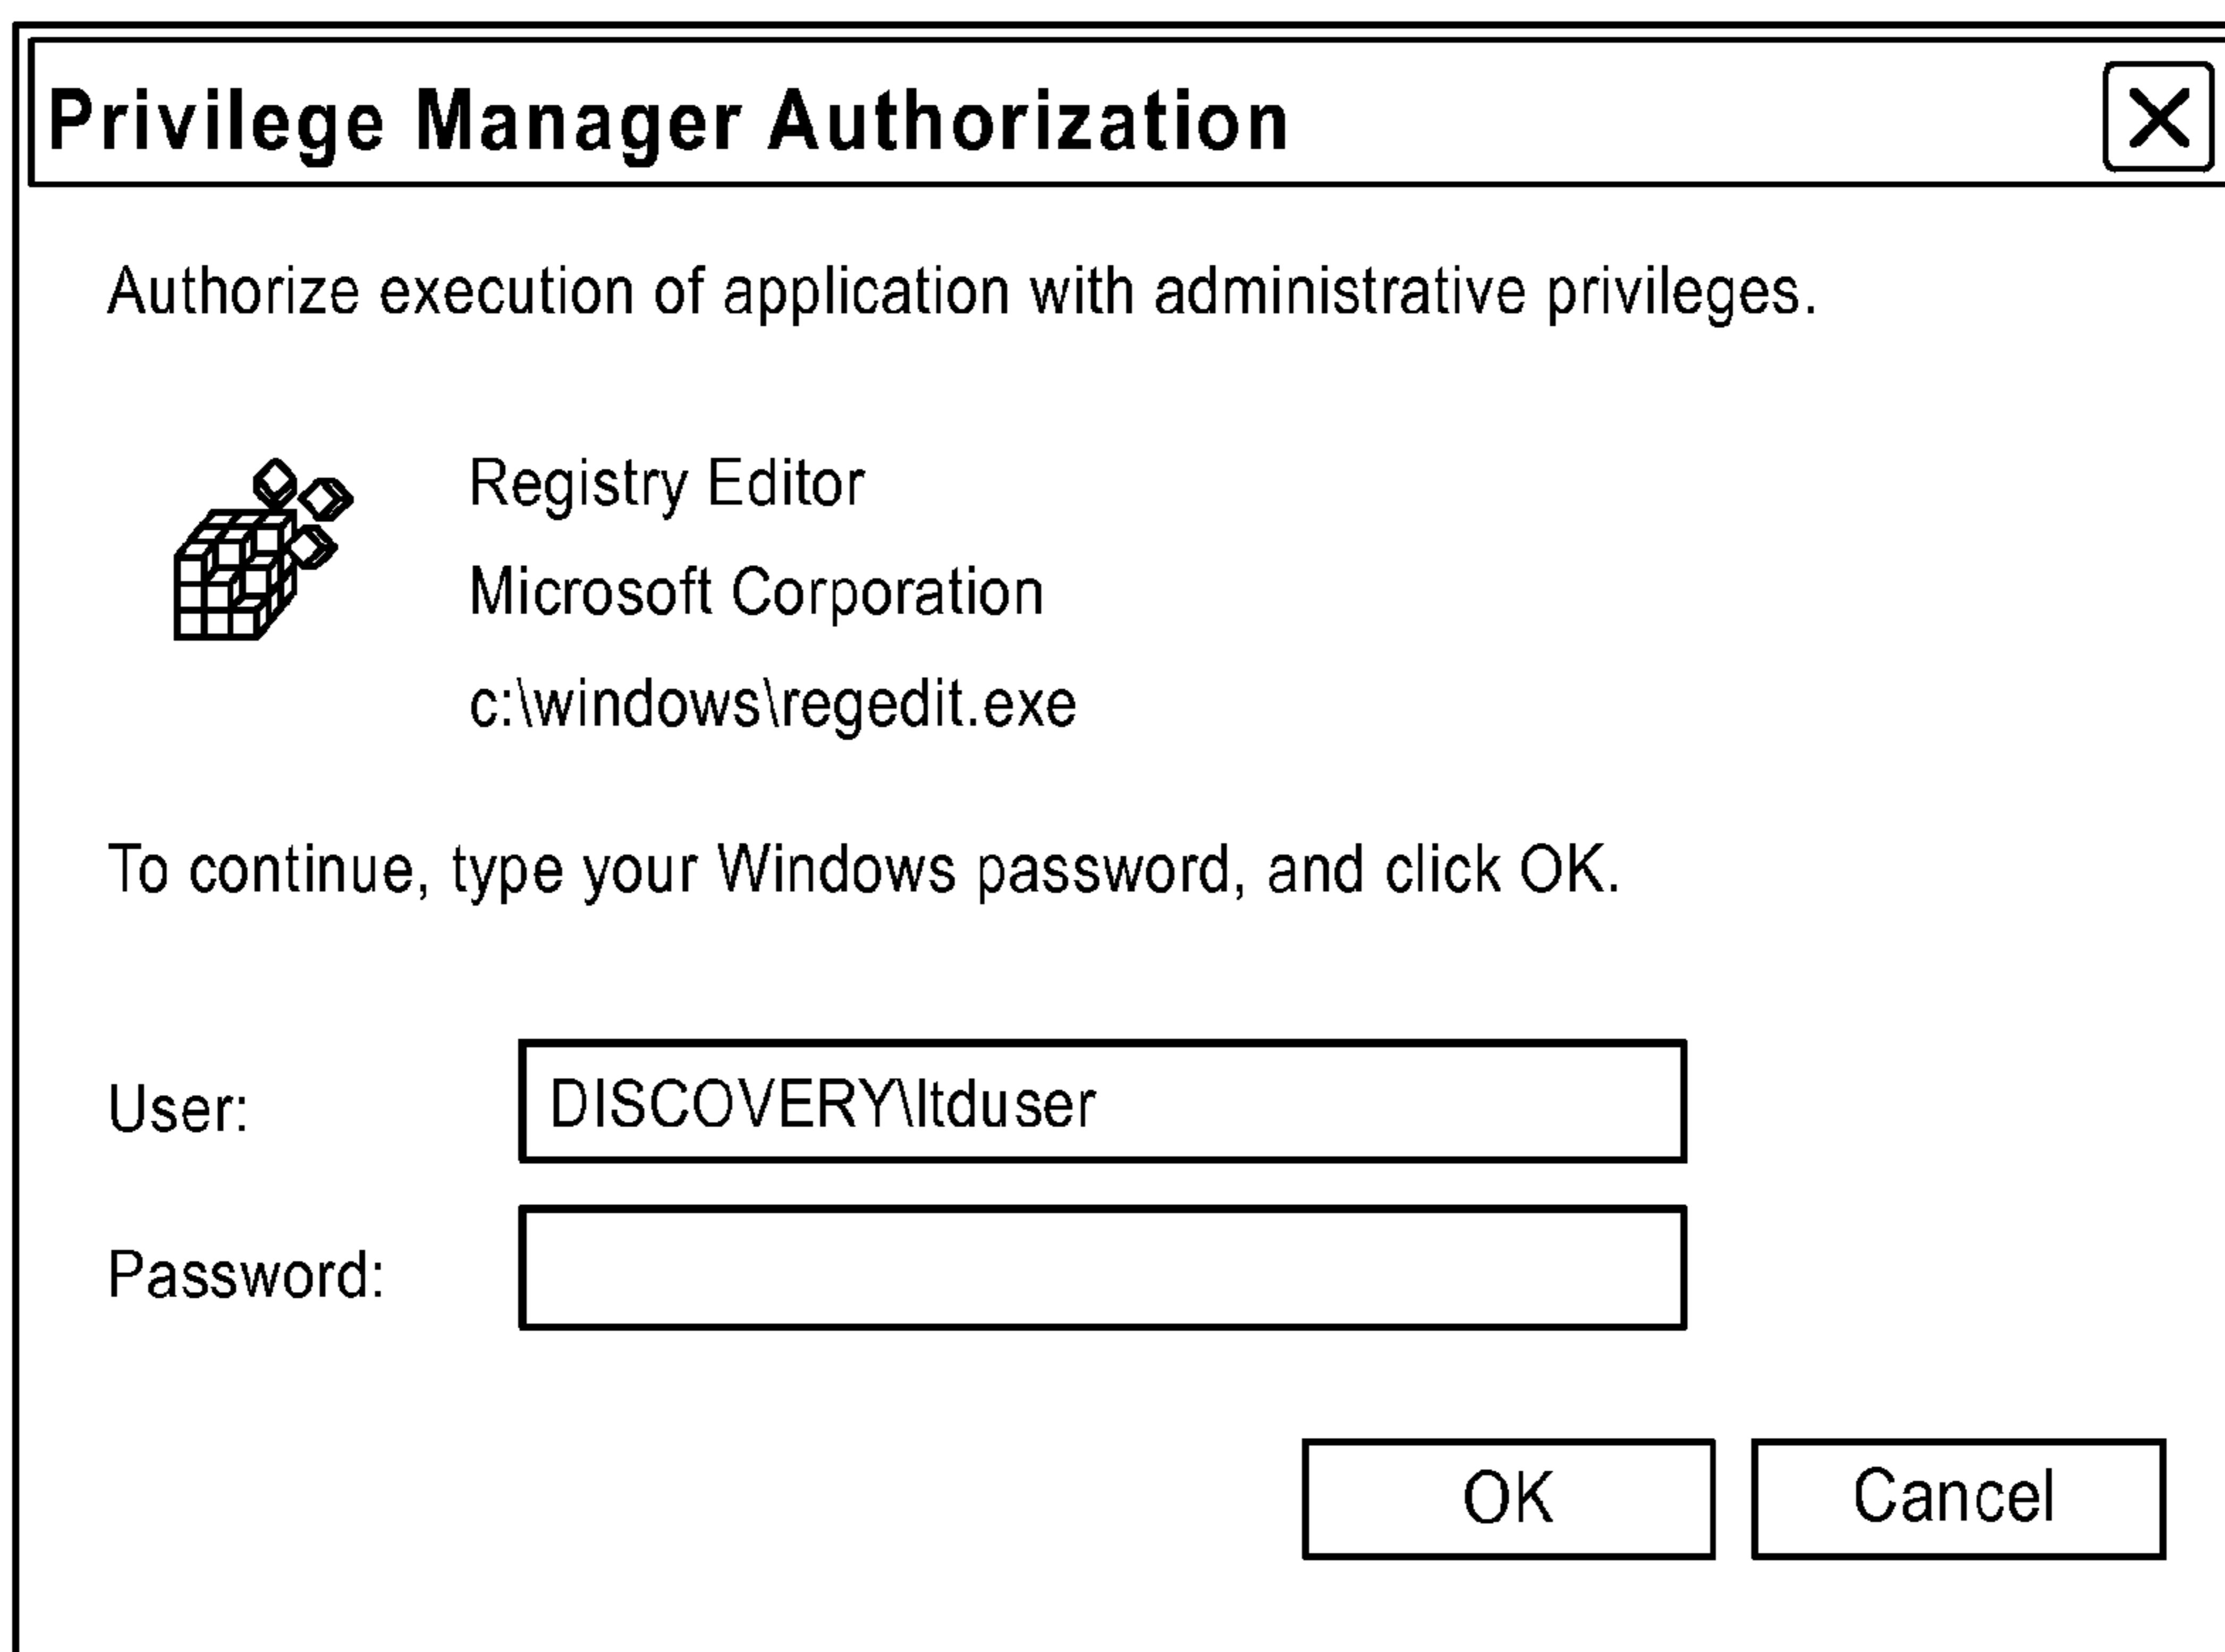 Privilege Manager Authorization
Authorize execution of application with administrative privileges.
Registry Editor
Microsoft Corporation
c:\windows\regedit.exe
To continue, type your Windows password, and click OK.
User: DISCOVERY\ltduser
Password:
OK Cancel